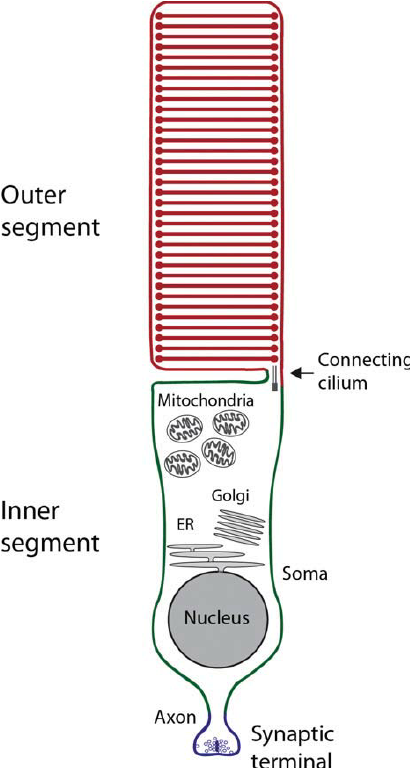 Outer
segment
Connecting
cilium
Mitochondria
Golgi
ER
Inner
segment
Soma
Nucleus
Axon
Synaptic
terminal